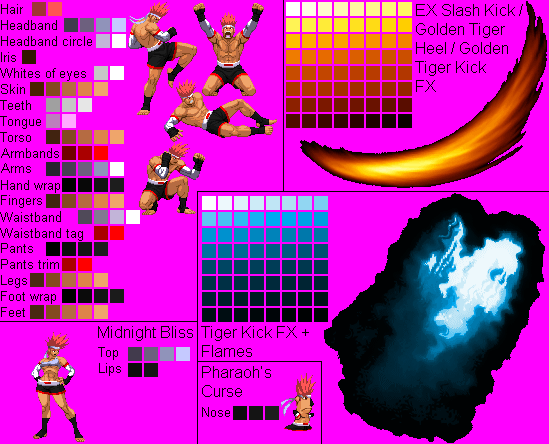 Hair
Headband
Headband circle
Iris
Whites of eyes
Skin
Teeth
Tongue
Torso
Armbands
Arms
Hand wrap
Fingers
Waistband
Waistband tag
Pants
Pants trim
Legs
Foot wrap
Feet
EX Slash Kick /
Golden Tiger
Heel / Golden
Tiger Kick
FX
Midnight Bliss
Top
Lips
Tiger Kick FX +
Flames
Pharaoh's
Curse
Nose